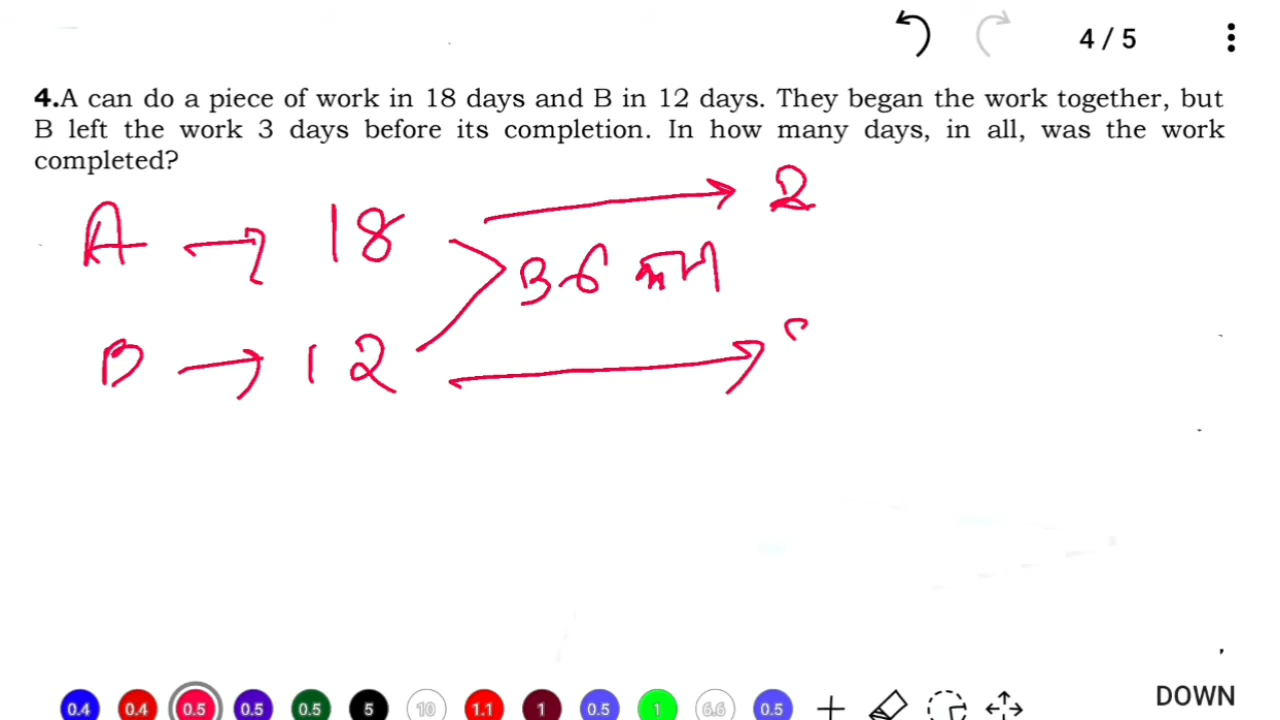 4 / 5
4.A can do a piece of work in 18 days and B in 12 days. They began the work together, but
B left the work 3 days before its completion. In how many days, in all, was the work
completed?
A → 18 → 2
36
B → 12 →
0.4 0.4 0.5 0.5 0.5 5 10 1.1 1 0.5 1 6.6 0.5
DOWN